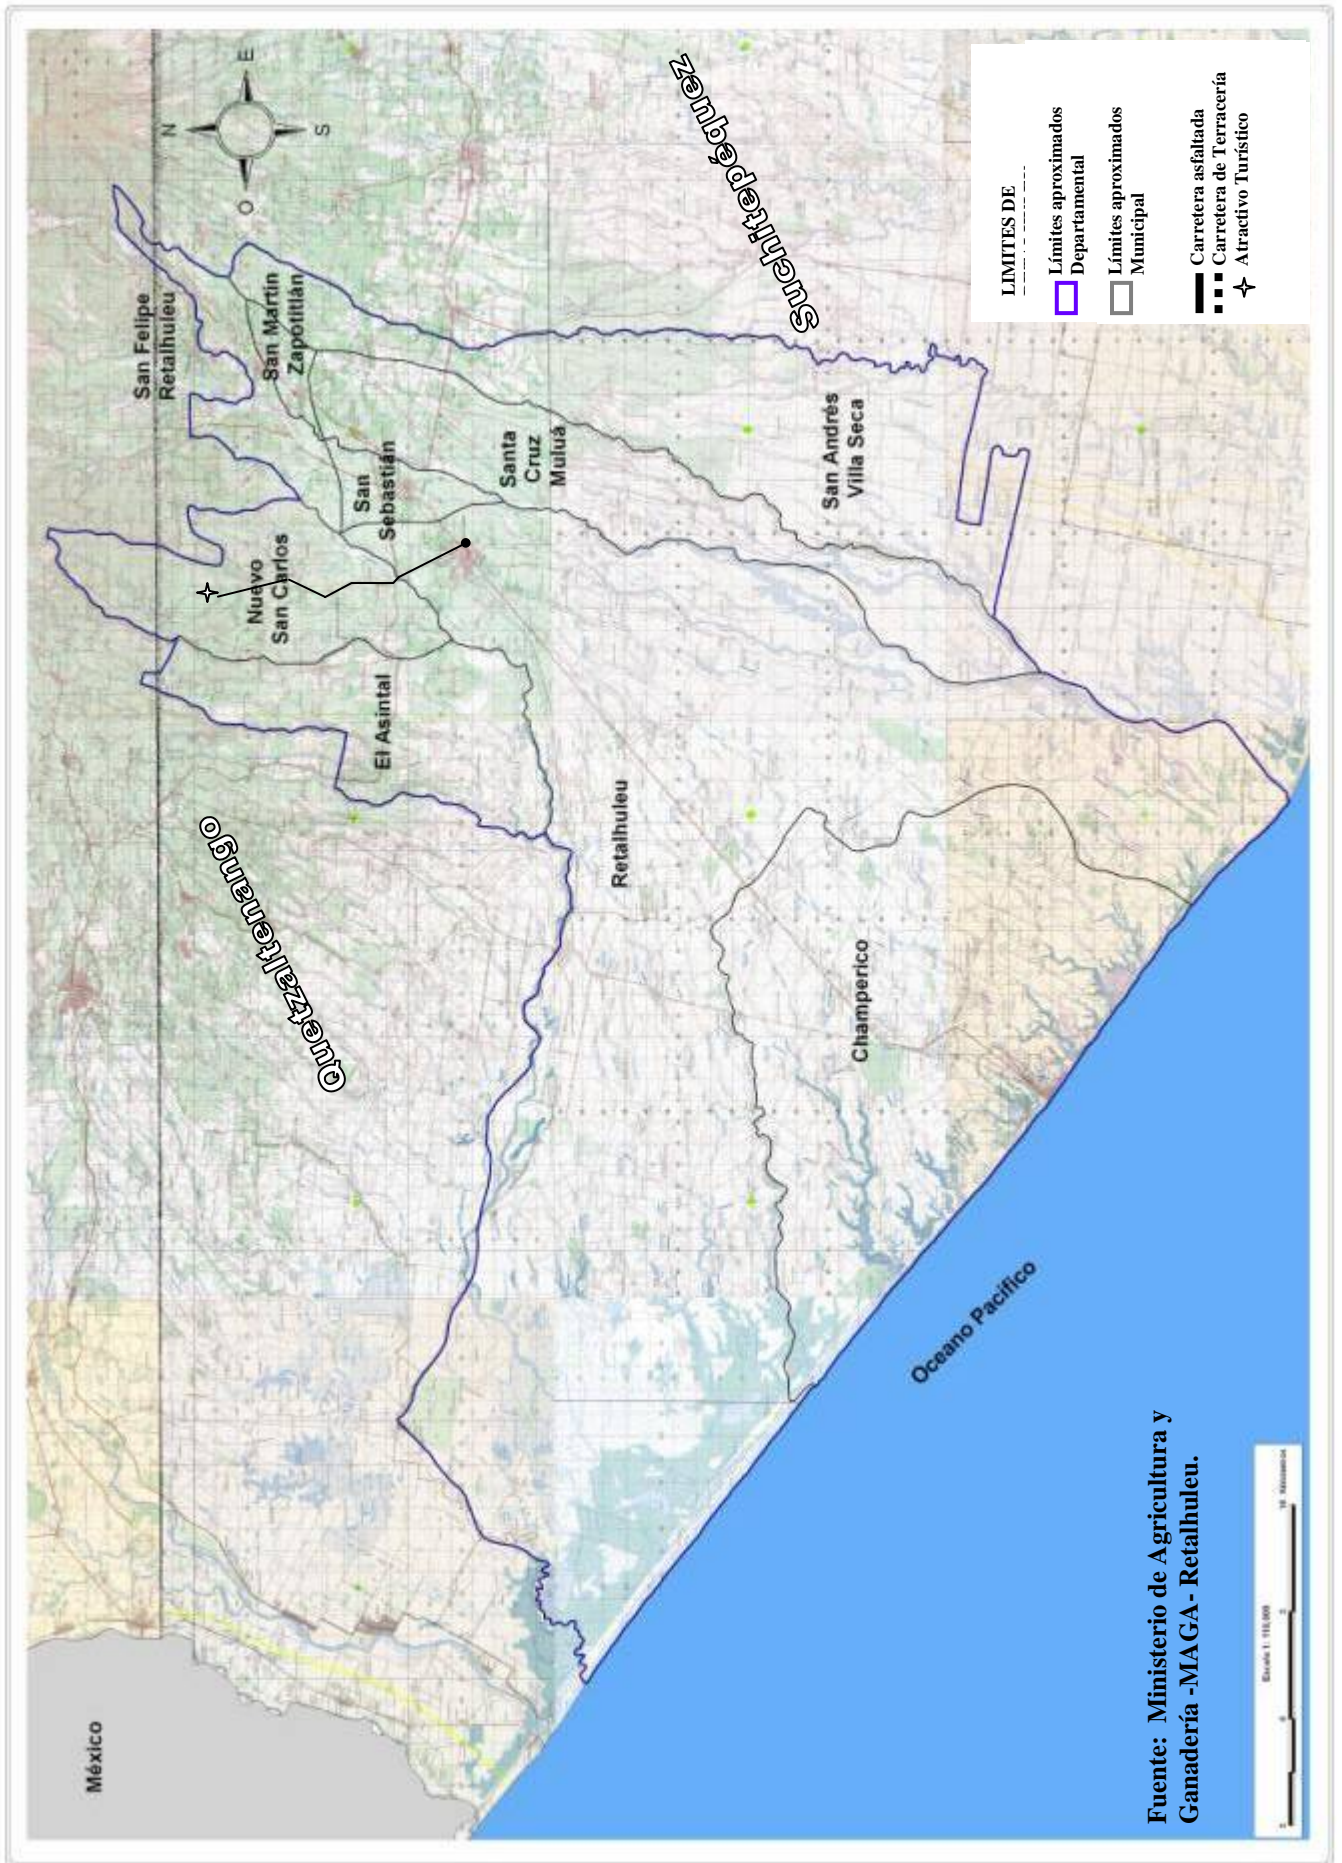 México
Quetzaltenango
Suchitepéquez
San Felipe
Retalhuleu
San Martín
Zapotitlán
San
Sebastián
Santa
Cruz
Muluá
Nuevo
San Carlos
El Asintal
San Andrés
Villa Seca
Retalhuleu
Champerico
Oceano Pacífico
N
E
S
O
LIMITES DE
Límites aproximados
Departamental
Límites aproximados
Municipal
Carretera asfaltada
Carretera de Terracería
Atractivo Turístico
Fuente: Ministerio de Agricultura y
Ganadería -MAGA- Retalhuleu.